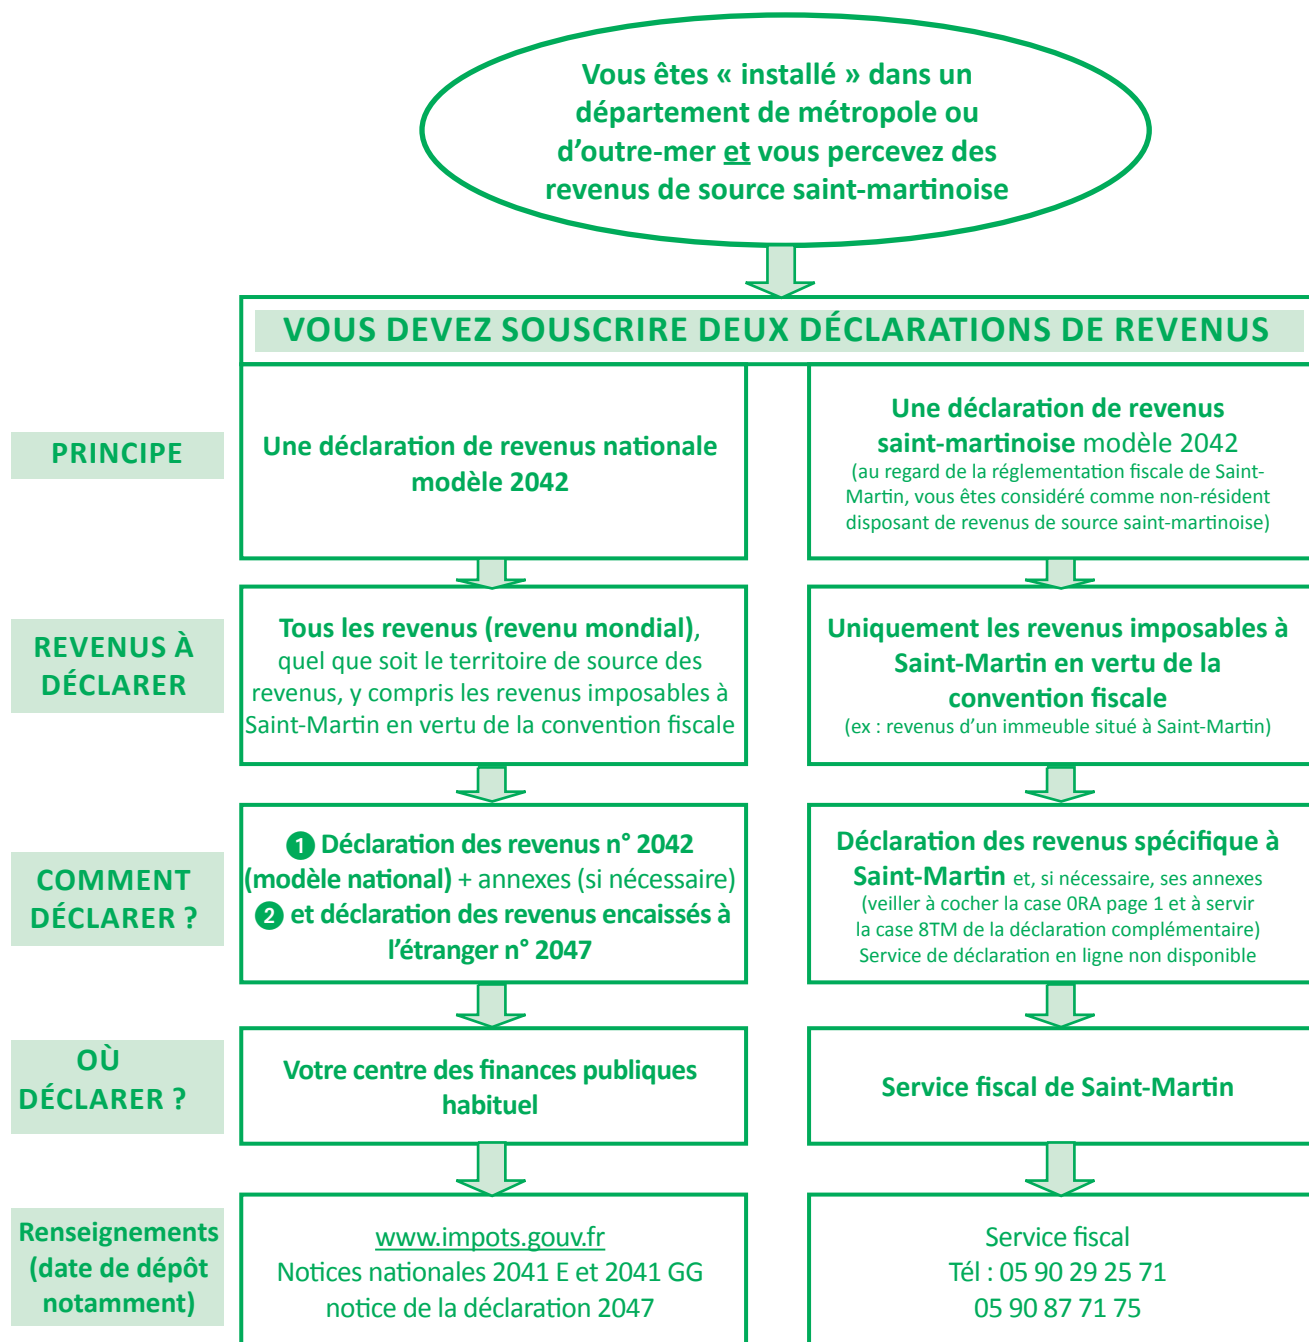 Vous êtes « installé » dans un
département de métropole ou
d'outre-mer et vous percevez des
revenus de source saint-martinoise
VOUS DEVEZ SOUSCRIRE DEUX DÉCLARATIONS DE REVENUS
PRINCIPE
Une déclaration de revenus nationale
modèle 2042
Une déclaration de revenus
saint-martinoise modèle 2042
(au regard de la réglementation fiscale de Saint-
Martin, vous êtes considéré comme non-résident
disposant de revenus de source saint-martinoise)
REVENUS À
DÉCLARER
Tous les revenus (revenu mondial),
quel que soit le territoire de source des
revenus, y compris les revenus imposables à
Saint-Martin en vertu de la convention fiscale
Uniquement les revenus imposables à
Saint-Martin en vertu de la
convention fiscale
(ex : revenus d'un immeuble situé à Saint-Martin)
COMMENT
DÉCLARER ?
❶ Déclaration des revenus n° 2042
(modèle national) + annexes (si nécessaire)
❷ et déclaration des revenus encaissés à
l'étranger n° 2047
Déclaration des revenus spécifique à
Saint-Martin et, si nécessaire, ses annexes
(veiller à cocher la case 0RA page 1 et à servir
la case 8TM de la déclaration complémentaire)
Service de déclaration en ligne non disponible
OÙ
DÉCLARER ?
Votre centre des finances publiques
habituel
Service fiscal de Saint-Martin
Renseignements
(date de dépôt
notamment)
www.impots.gouv.fr
Notices nationales 2041 E et 2041 GG
notice de la déclaration 2047
Service fiscal
Tél : 05 90 29 25 71
05 90 87 71 75